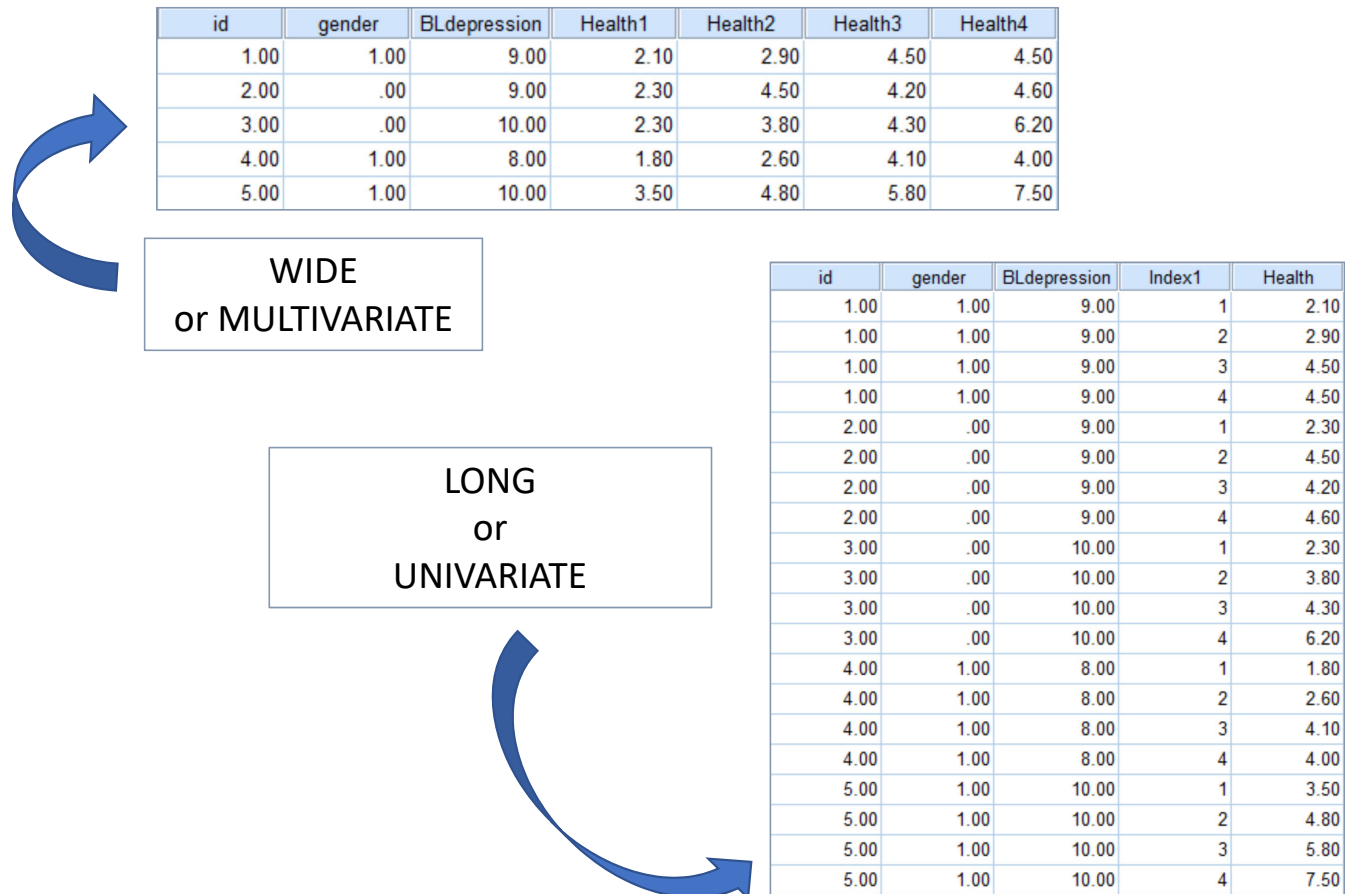 id gender BLdepression Health1 Health2 Health3 Health4
1.00 1.00 9.00 2.10 2.90 4.50 4.50
2.00 .00 9.00 2.30 4.50 4.20 4.60
3.00 .00 10.00 2.30 3.80 4.30 6.20
4.00 1.00 8.00 1.80 2.60 4.10 4.00
5.00 1.00 10.00 3.50 4.80 5.80 7.50
WIDE
or MULTIVARIATE
LONG
or
UNIVARIATE
id gender BLdepression Index1 Health
1.00 1.00 9.00 1 2.10
1.00 1.00 9.00 2 2.90
1.00 1.00 9.00 3 4.50
1.00 1.00 9.00 4 4.50
2.00 .00 9.00 1 2.30
2.00 .00 9.00 2 4.50
2.00 .00 9.00 3 4.20
2.00 .00 9.00 4 4.60
3.00 .00 10.00 1 2.30
3.00 .00 10.00 2 3.80
3.00 .00 10.00 3 4.30
3.00 .00 10.00 4 6.20
4.00 1.00 8.00 1 1.80
4.00 1.00 8.00 2 2.60
4.00 1.00 8.00 3 4.10
4.00 1.00 8.00 4 4.00
5.00 1.00 10.00 1 3.50
5.00 1.00 10.00 2 4.80
5.00 1.00 10.00 3 5.80
5.00 1.00 10.00 4 7.50